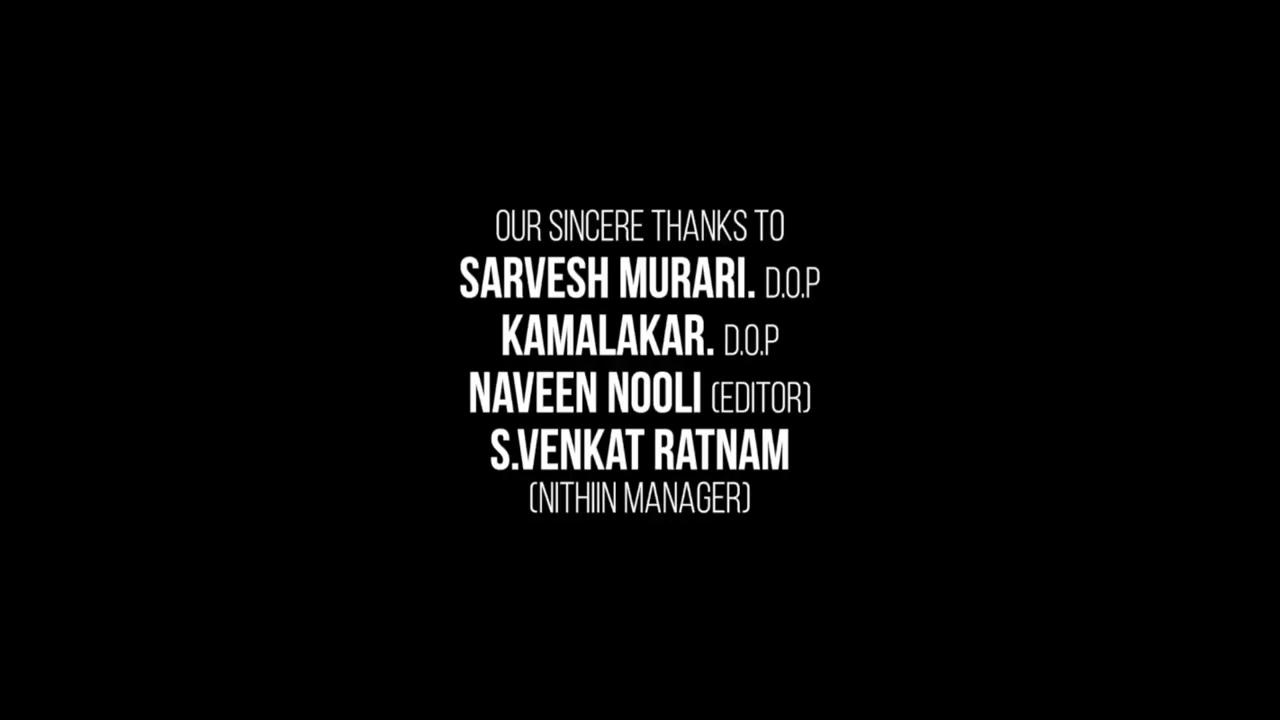 OUR SINCERE THANKS TO
SARVESH MURARI. D.O.P
KAMALAKAR. D.O.P
NAVEEN NOOLI (EDITOR)
S.VENKAT RATNAM
(NITHIIN MANAGER)